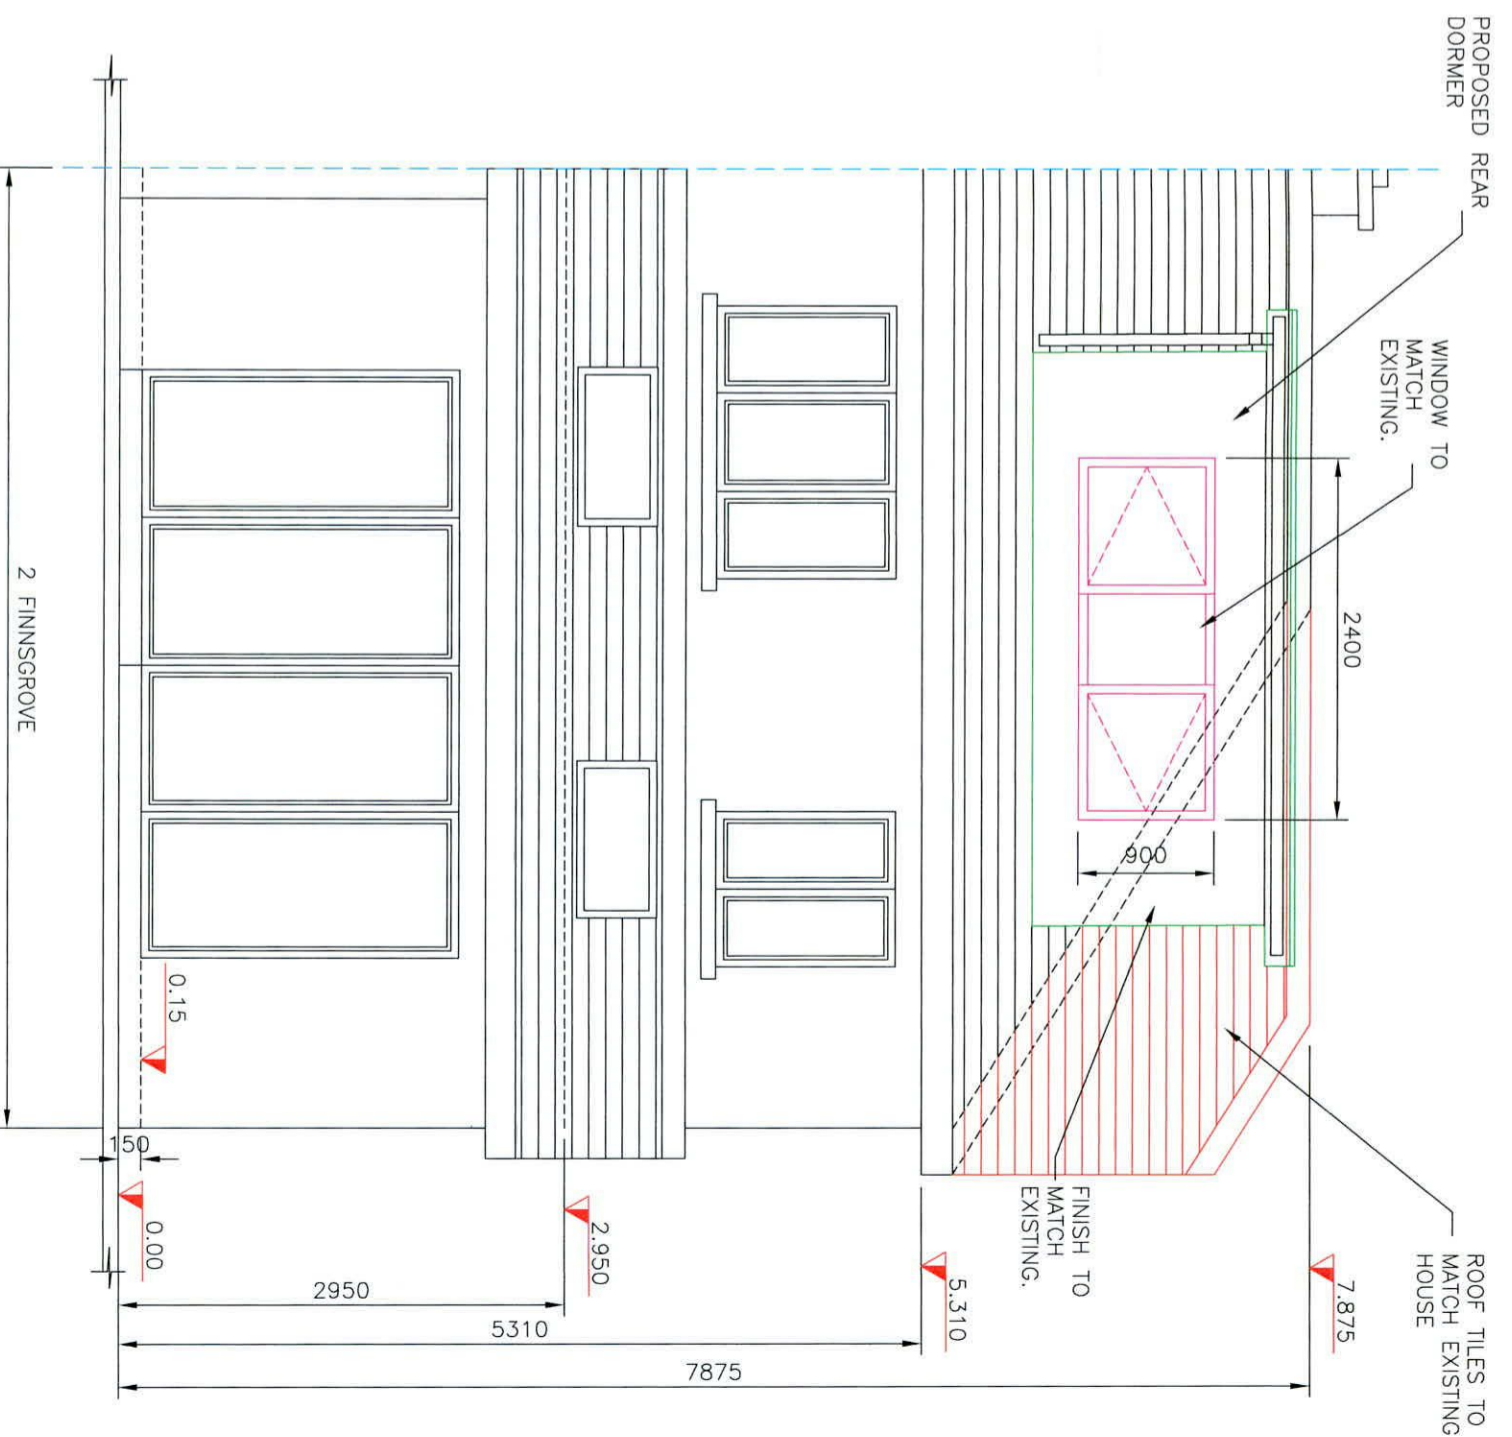 PROPOSED REAR
DORMER
WINDOW TO
MATCH
EXISTING.
ROOF TILES TO
MATCH EXISTING
HOUSE
FINISH TO
MATCH
EXISTING.
2400
900
7.875
5.310
2.950
0.15
0.00
150
2950
5310
7875
2 FINNSGROVE